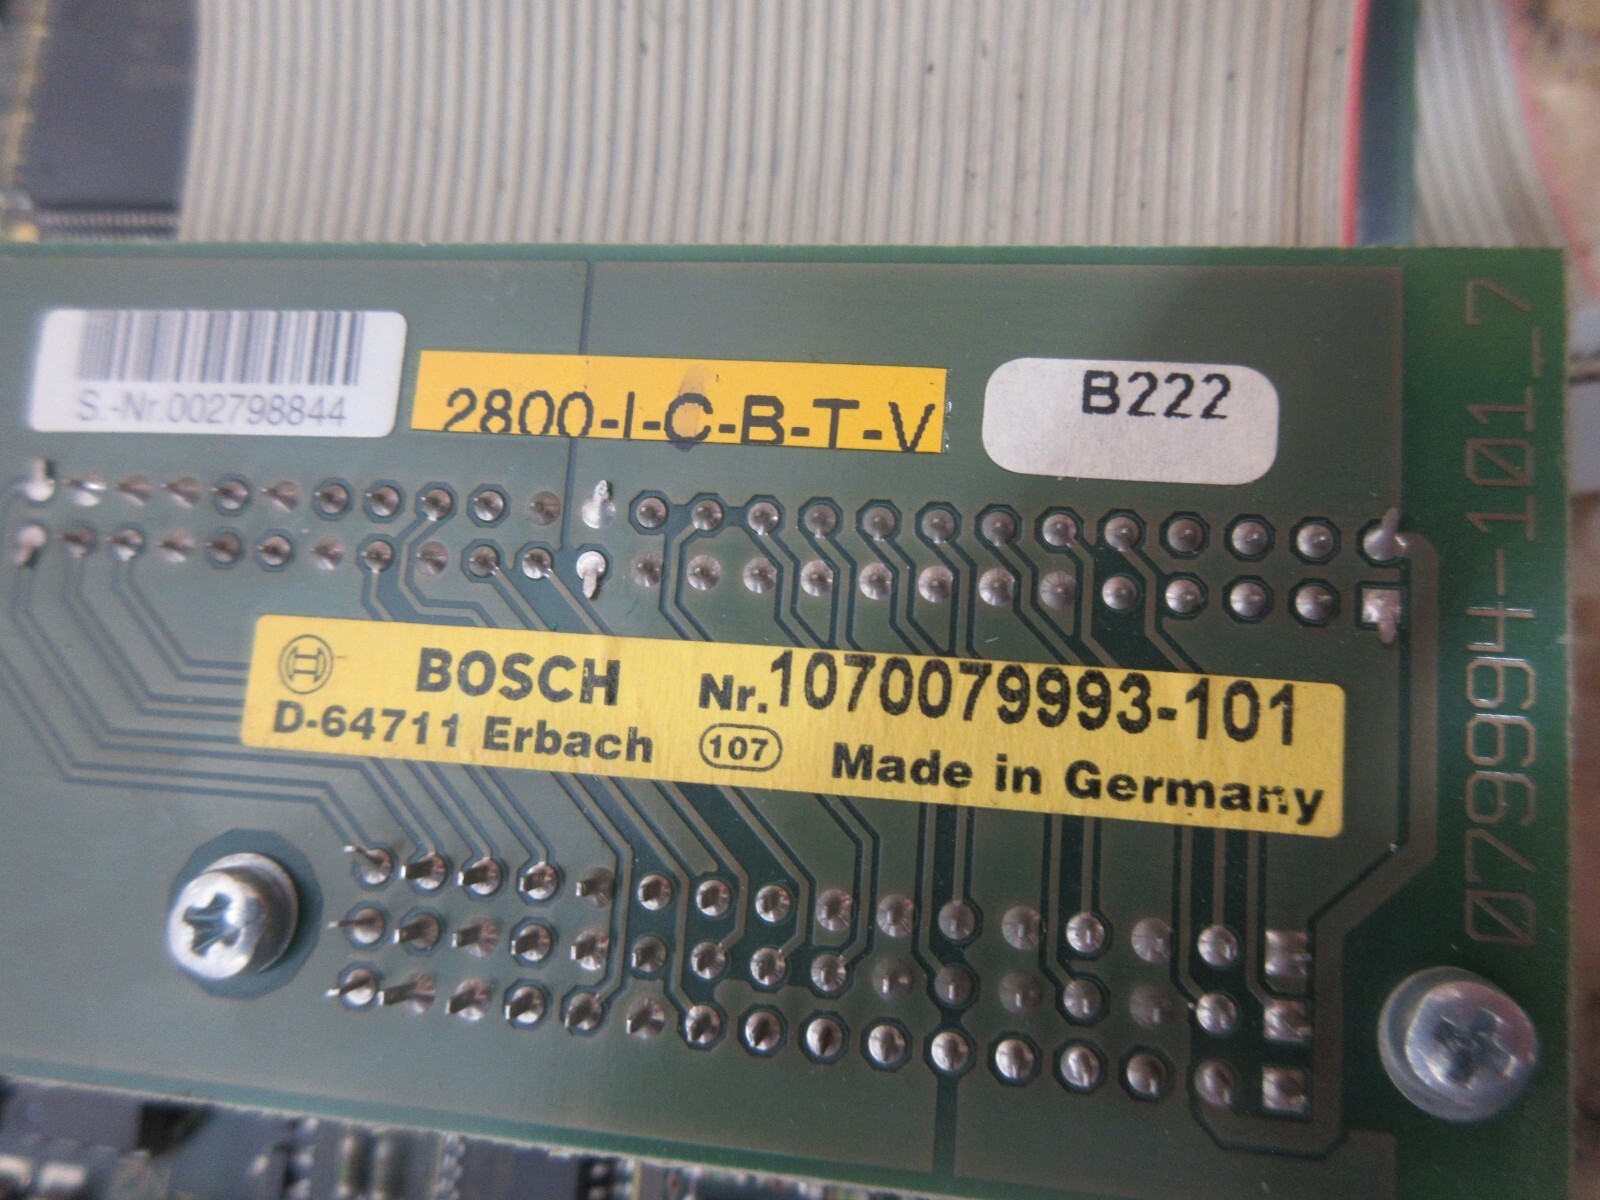 S.-Nr.002798844
2800-I-C-B-T-V
B222
BOSCH Nr.1070079993-101
D-64711 Erbach 107 Made in Germany
079994-101_7